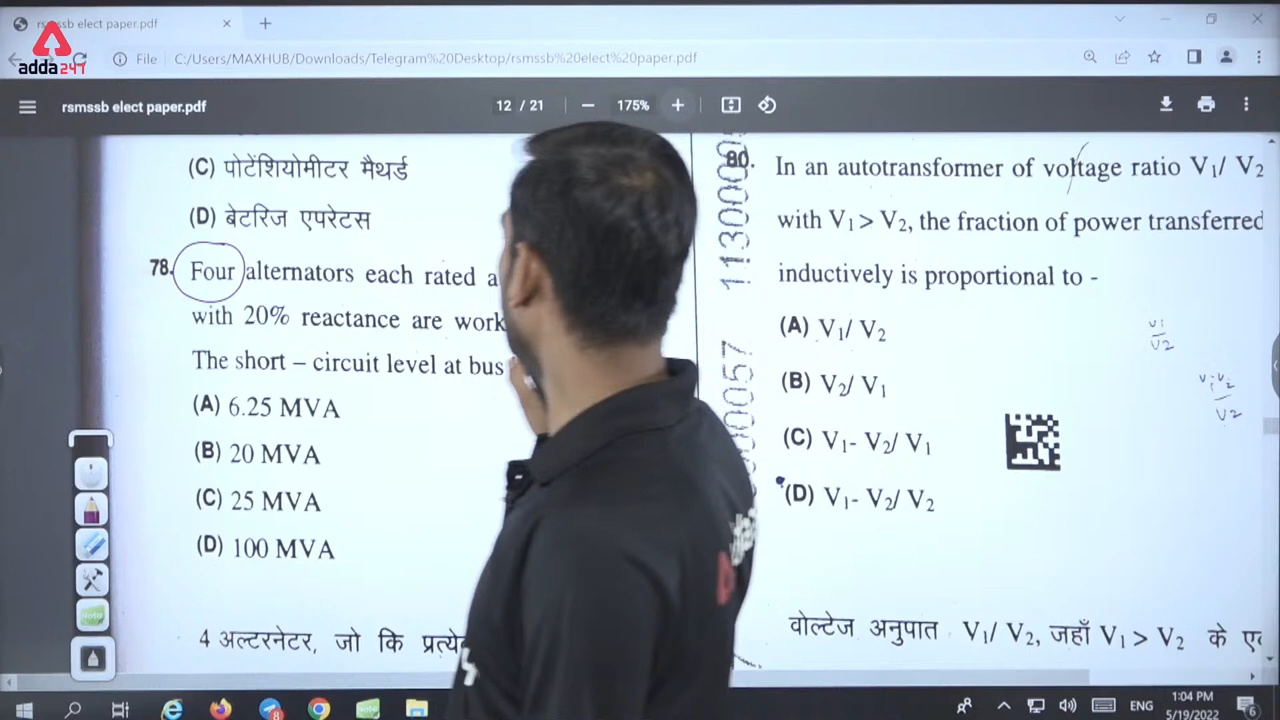 rsmssb elect paper.pdf
adda247
File C:/Users/MAXHUB/Downloads/Telegram%20Desktop/rsmssb%20elect%20paper.pdf
rsmssb elect paper.pdf
12 / 21
175%
(C) पोटेंशियोमीटर मैथर्ड
(D) बेटरिज एपरेटस
78. Four alternators each rated
with 20% reactance are work
The short – circuit level at bus
(A) 6.25 MVA
(B) 20 MVA
(C) 25 MVA
(D) 100 MVA
4 अल्टरनेटर, जो कि
80. In an autotransformer of voltage ratio V1/ V2
with V1 > V2, the fraction of power transferred
inductively is proportional to -
(A) V1/ V2
(B) V2/ V1
(C) V1- V2/ V1
(D) V1- V2/ V2
V1
V2
V1-V2
V2
वोल्टेज अनुपात V1/ V2, जहाँ V1 > V2 के
ENG
1:04 PM
5/19/2022